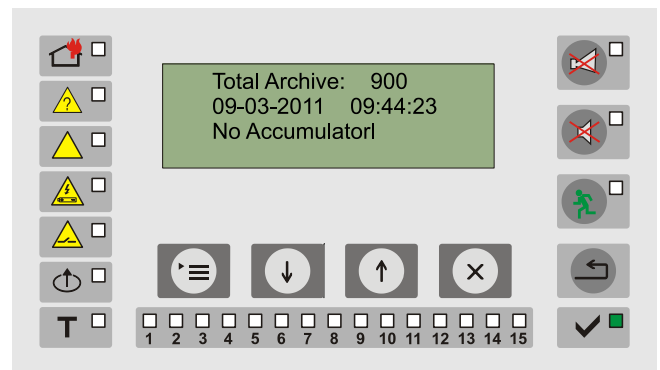 Total Archive: 900
09-03-2011 09:44:23
No Accumulatorl
?
T
1 2 3 4 5 6 7 8 9 10 11 12 13 14 15